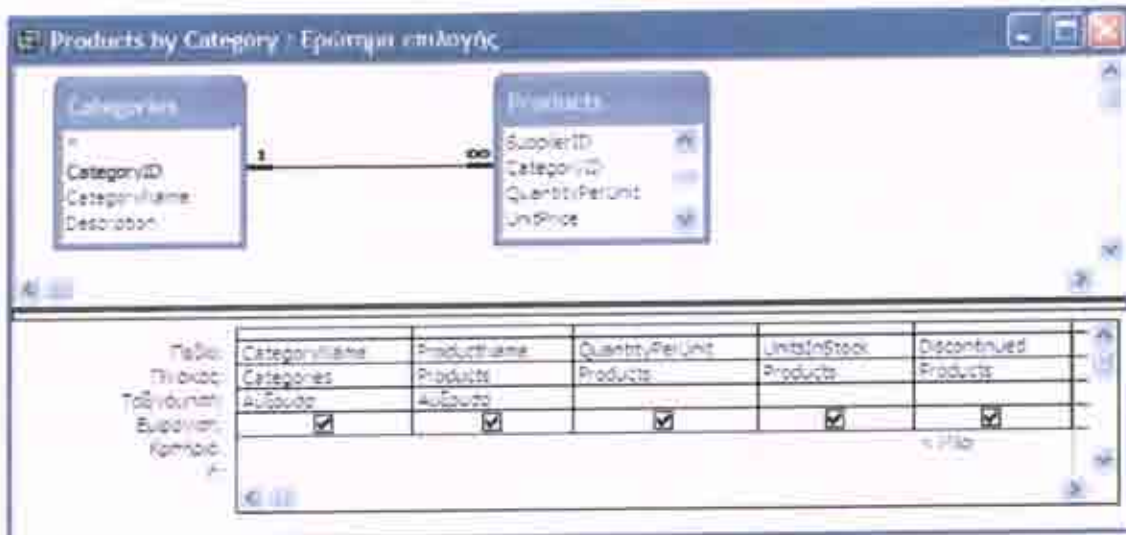 Products by Category : Ερώτημα επιλογής
Categories
*
CategoryID
CategoryName
Description
1
∞
Products
SupplierID
CategoryID
QuantityPerUnit
UnitPrice
Πεδίο: CategoryName ProductName QuantityPerUnit UnitsInStock Discontinued
Πίνακας: Categories Products Products Products Products
Ταξινόμηση: Αύξουσα Αύξουσα
Εμφάνιση:
Κριτήρια:
ή: